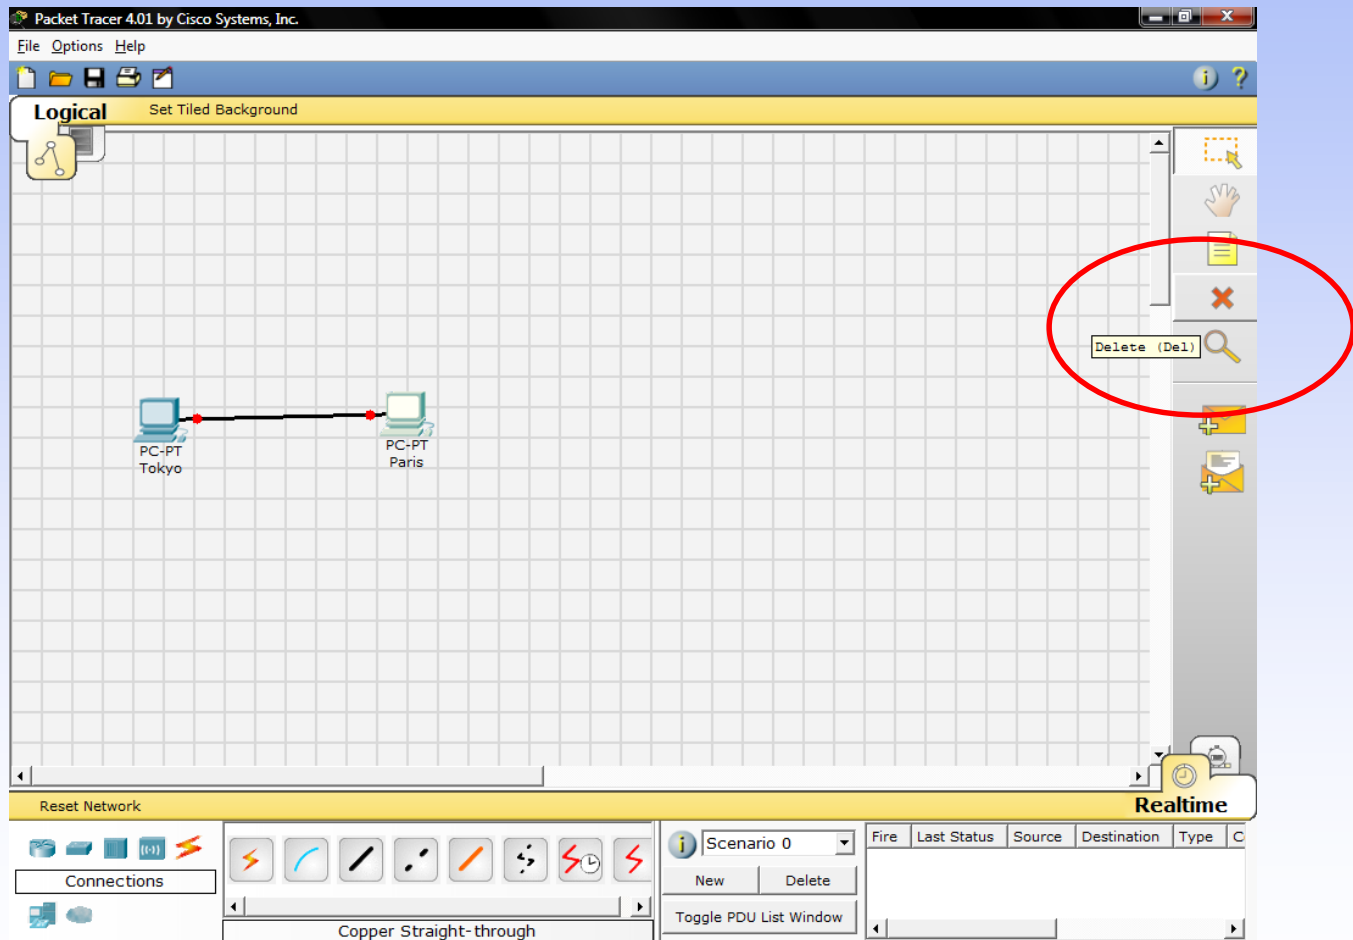 Packet Tracer 4.01 by Cisco Systems, Inc.
File Options Help
Logical
Set Tiled Background
Delete (Del)
PC-PT
Tokyo
PC-PT
Paris
Reset Network
Realtime
Connections
Copper Straight-through
Scenario 0
New
Delete
Toggle PDU List Window
Fire Last Status Source Destination Type